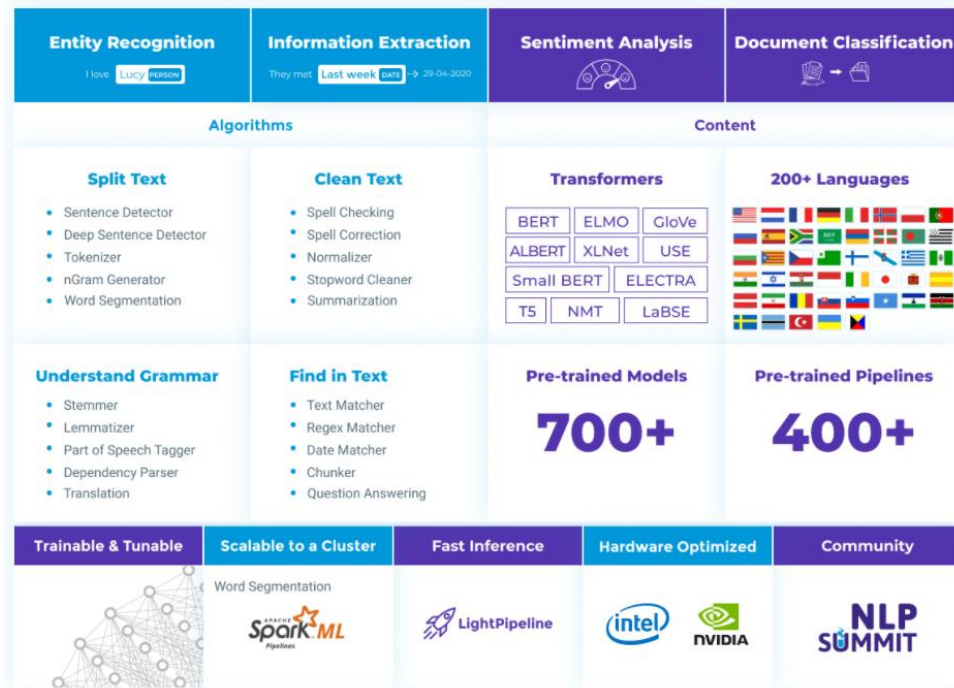 Entity Recognition
I love Lucy PERSON
Information Extraction
They met Last week DATE --> 29-04-2020
Sentiment Analysis
Document Classification
Algorithms
Content
Split Text
• Sentence Detector
• Deep Sentence Detector
• Tokenizer
• nGram Generator
• Word Segmentation
Clean Text
• Spell Checking
• Spell Correction
• Normalizer
• Stopword Cleaner
• Summarization
Transformers
BERT ELMO GloVe
ALBERT XLNet USE
Small BERT ELECTRA
T5 NMT LaBSE
200+ Languages
Understand Grammar
• Stemmer
• Lemmatizer
• Part of Speech Tagger
• Dependency Parser
• Translation
Find in Text
• Text Matcher
• Regex Matcher
• Date Matcher
• Chunker
• Question Answering
Pre-trained Models
700+
Pre-trained Pipelines
400+
Trainable & Tunable
Scalable to a Cluster
Word Segmentation
APACHE
Spark ML
Pipelines
Fast Inference
LightPipeline
Hardware Optimized
intel
NVIDIA
Community
NLP
SUMMIT